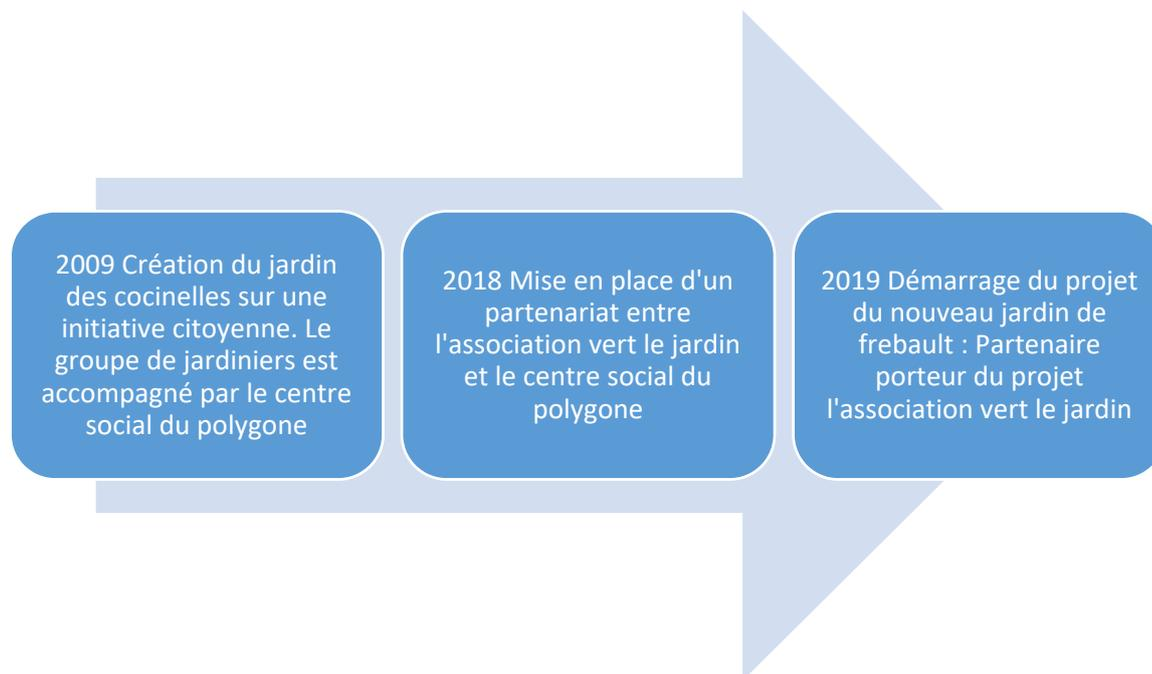 2009 Création du jardin
des cocinelles sur une
initiative citoyenne. Le
groupe de jardiniers est
accompagné par le centre
social du polygone
2018 Mise en place d'un
partenariat entre
l'association vert le jardin
et le centre social du
polygone
2019 Démarrage du projet
du nouveau jardin de
frebault : Partenaire
porteur du projet
l'association vert le jardin